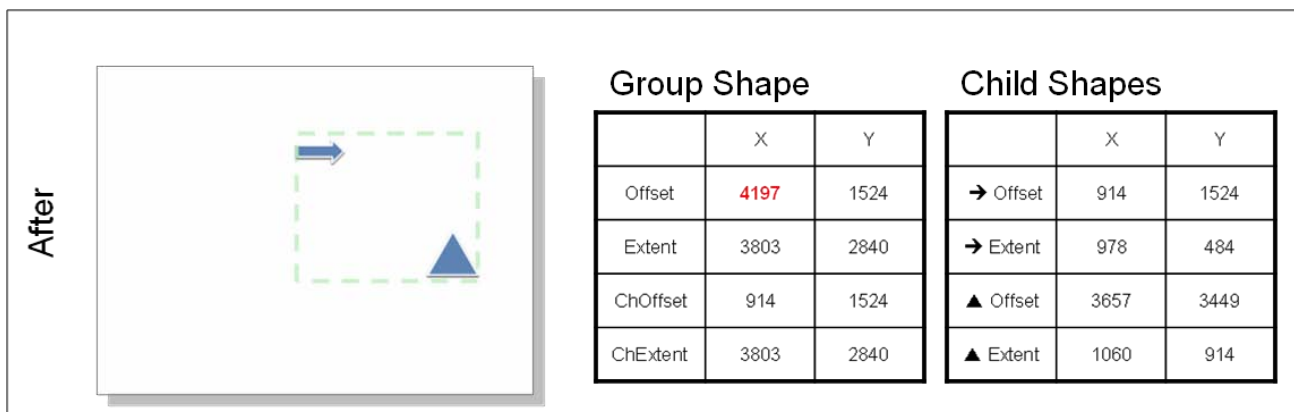 After
Group Shape
X Y
Offset 4197 1524
Extent 3803 2840
ChOffset 914 1524
ChExtent 3803 2840
Child Shapes
X Y
➔ Offset 914 1524
➔ Extent 978 484
▲ Offset 3657 3449
▲ Extent 1060 914